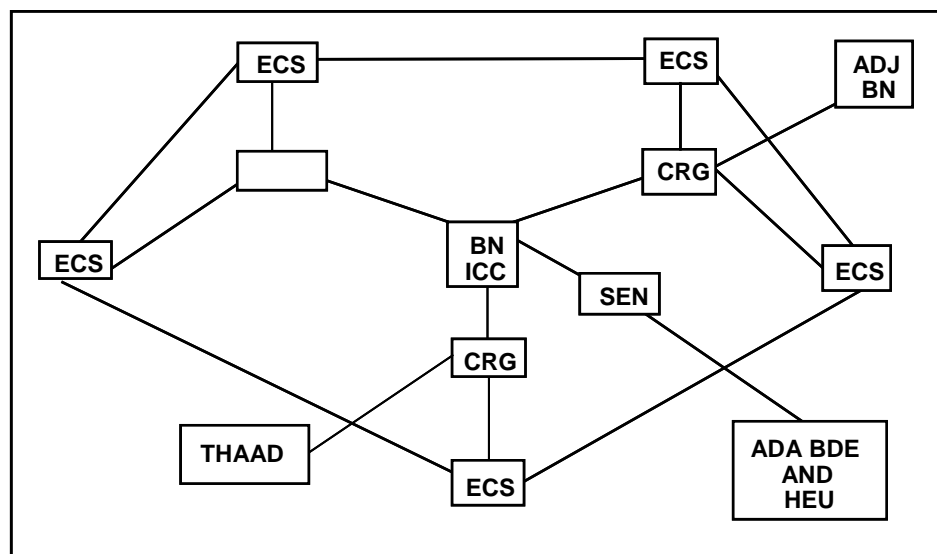 ECS
ECS
ADJ
BN
CRG
ECS
BN
ICC
ECS
SEN
CRG
THAAD
ADA BDE
AND
HEU
ECS